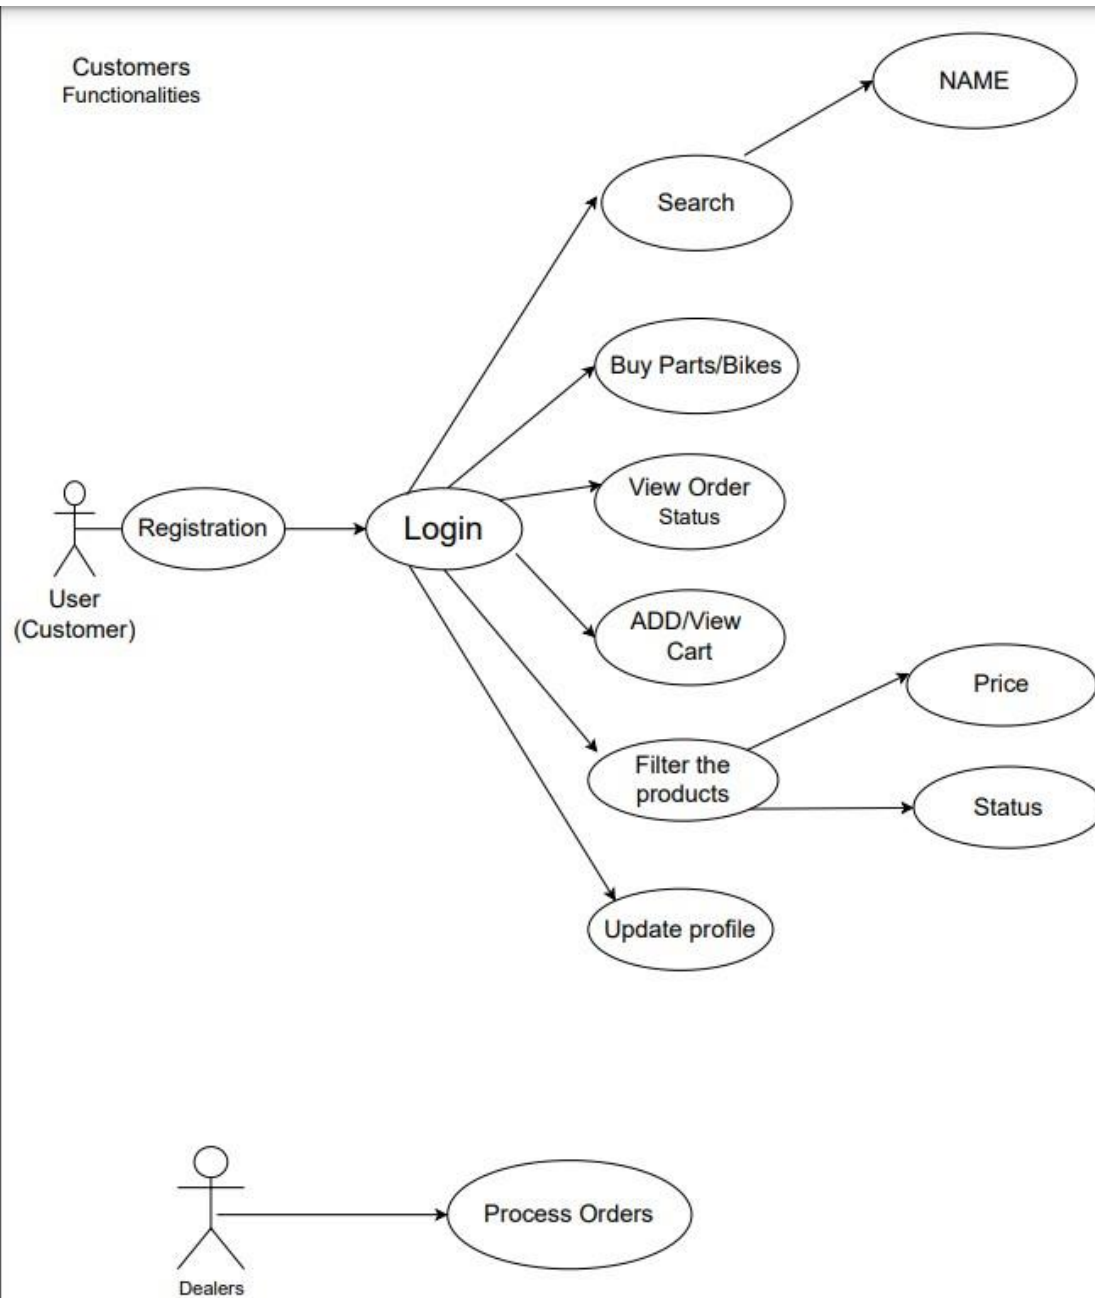 Customers
Functionalities
NAME
Search
Buy Parts/Bikes
View Order
Status
Registration
Login
User
(Customer)
ADD/View
Cart
Price
Filter the
products
Status
Update profile
Process Orders
Dealers